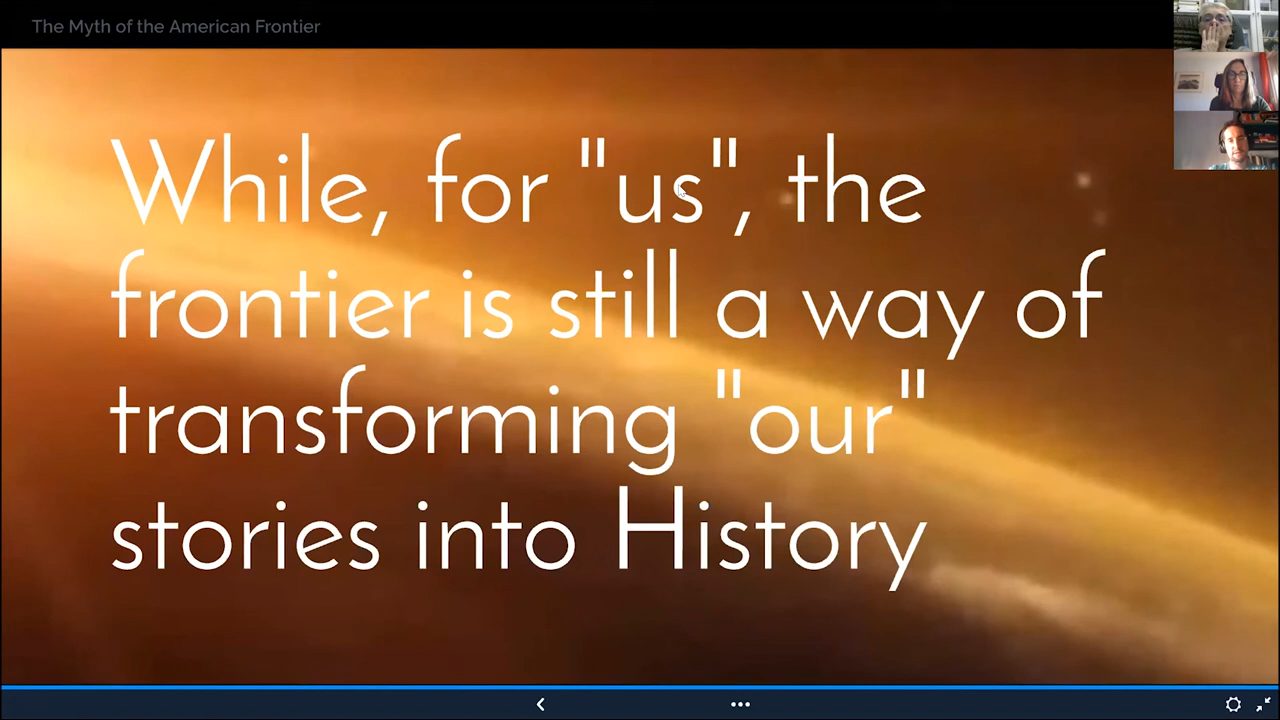 The Myth of the American Frontier
While, for "us", the
frontier is still a way of
transforming "our"
stories into History